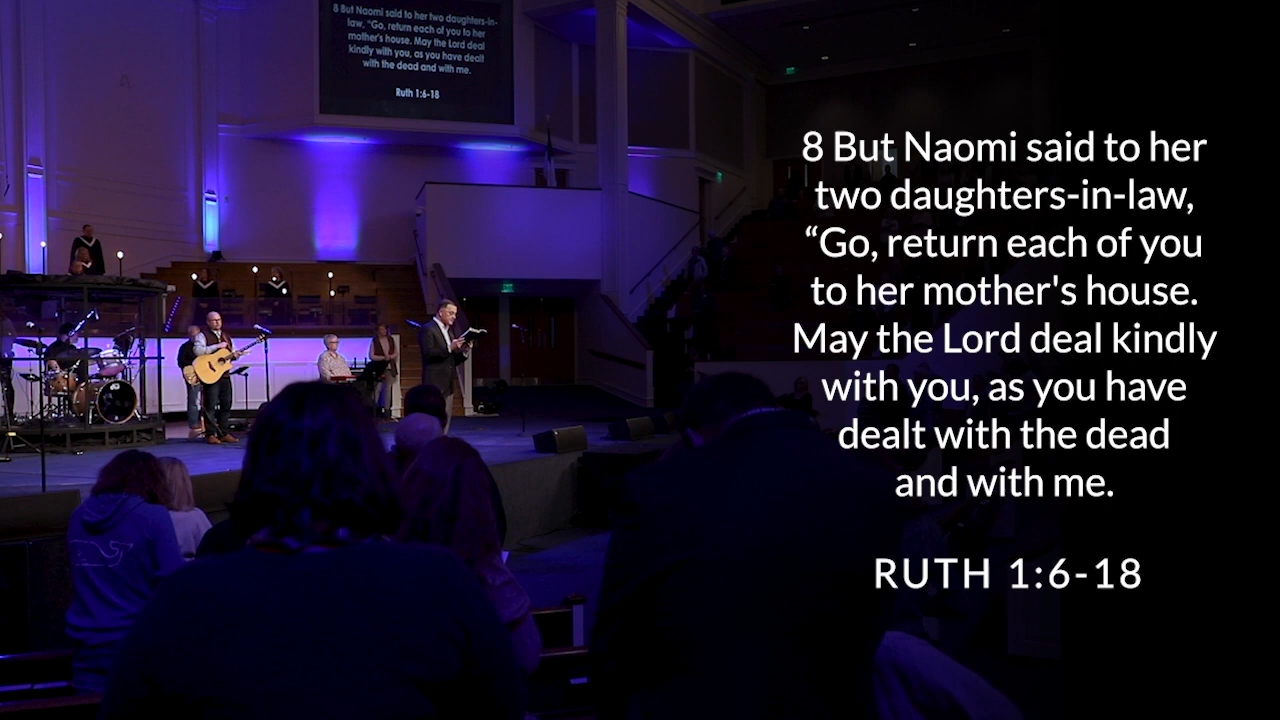 8 But Naomi said to her two daughters-in-
law, "Go, return each of you to her
mother's house. May the Lord deal
kindly with you, as you have dealt
with the dead and with me.
Ruth 1:6-18
8 But Naomi said to her
two daughters-in-law,
“Go, return each of you
to her mother's house.
May the Lord deal kindly
with you, as you have
dealt with the dead
and with me.
RUTH 1:6-18